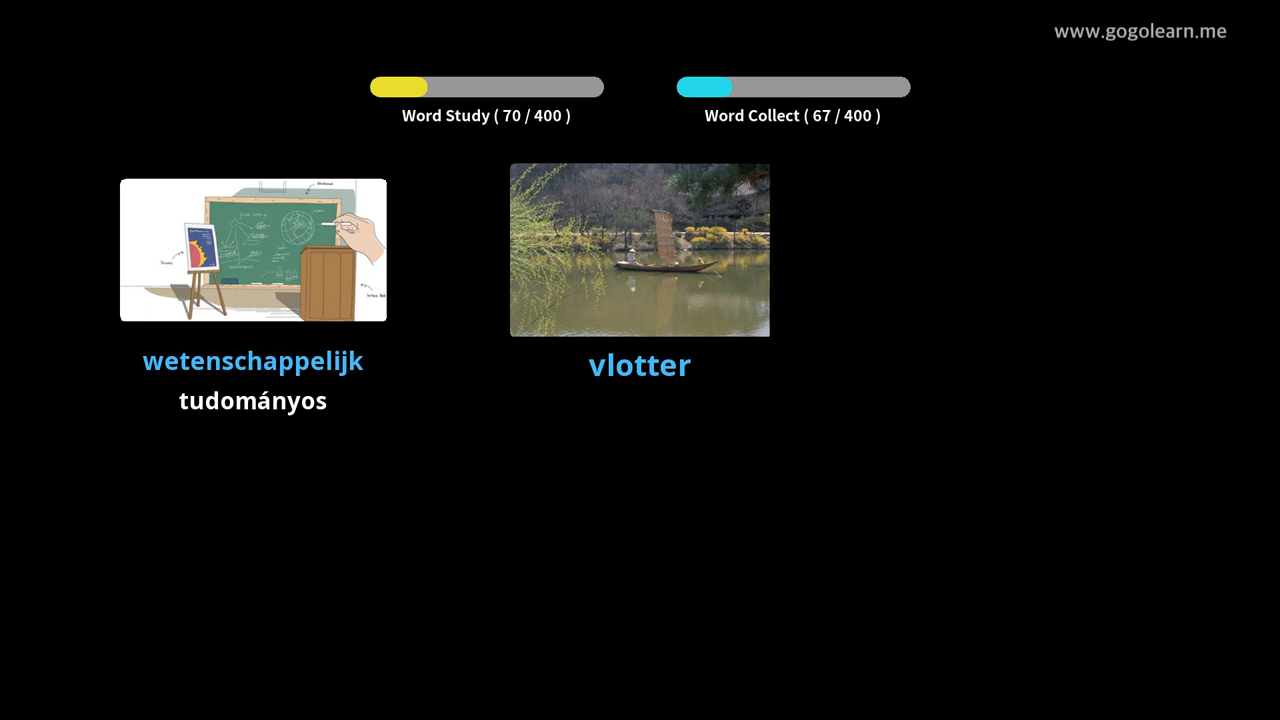 www.gogolearn.me
Word Study ( 70 / 400 )
Word Collect ( 67 / 400 )
wetenschappelijk
tudományos
vlotter